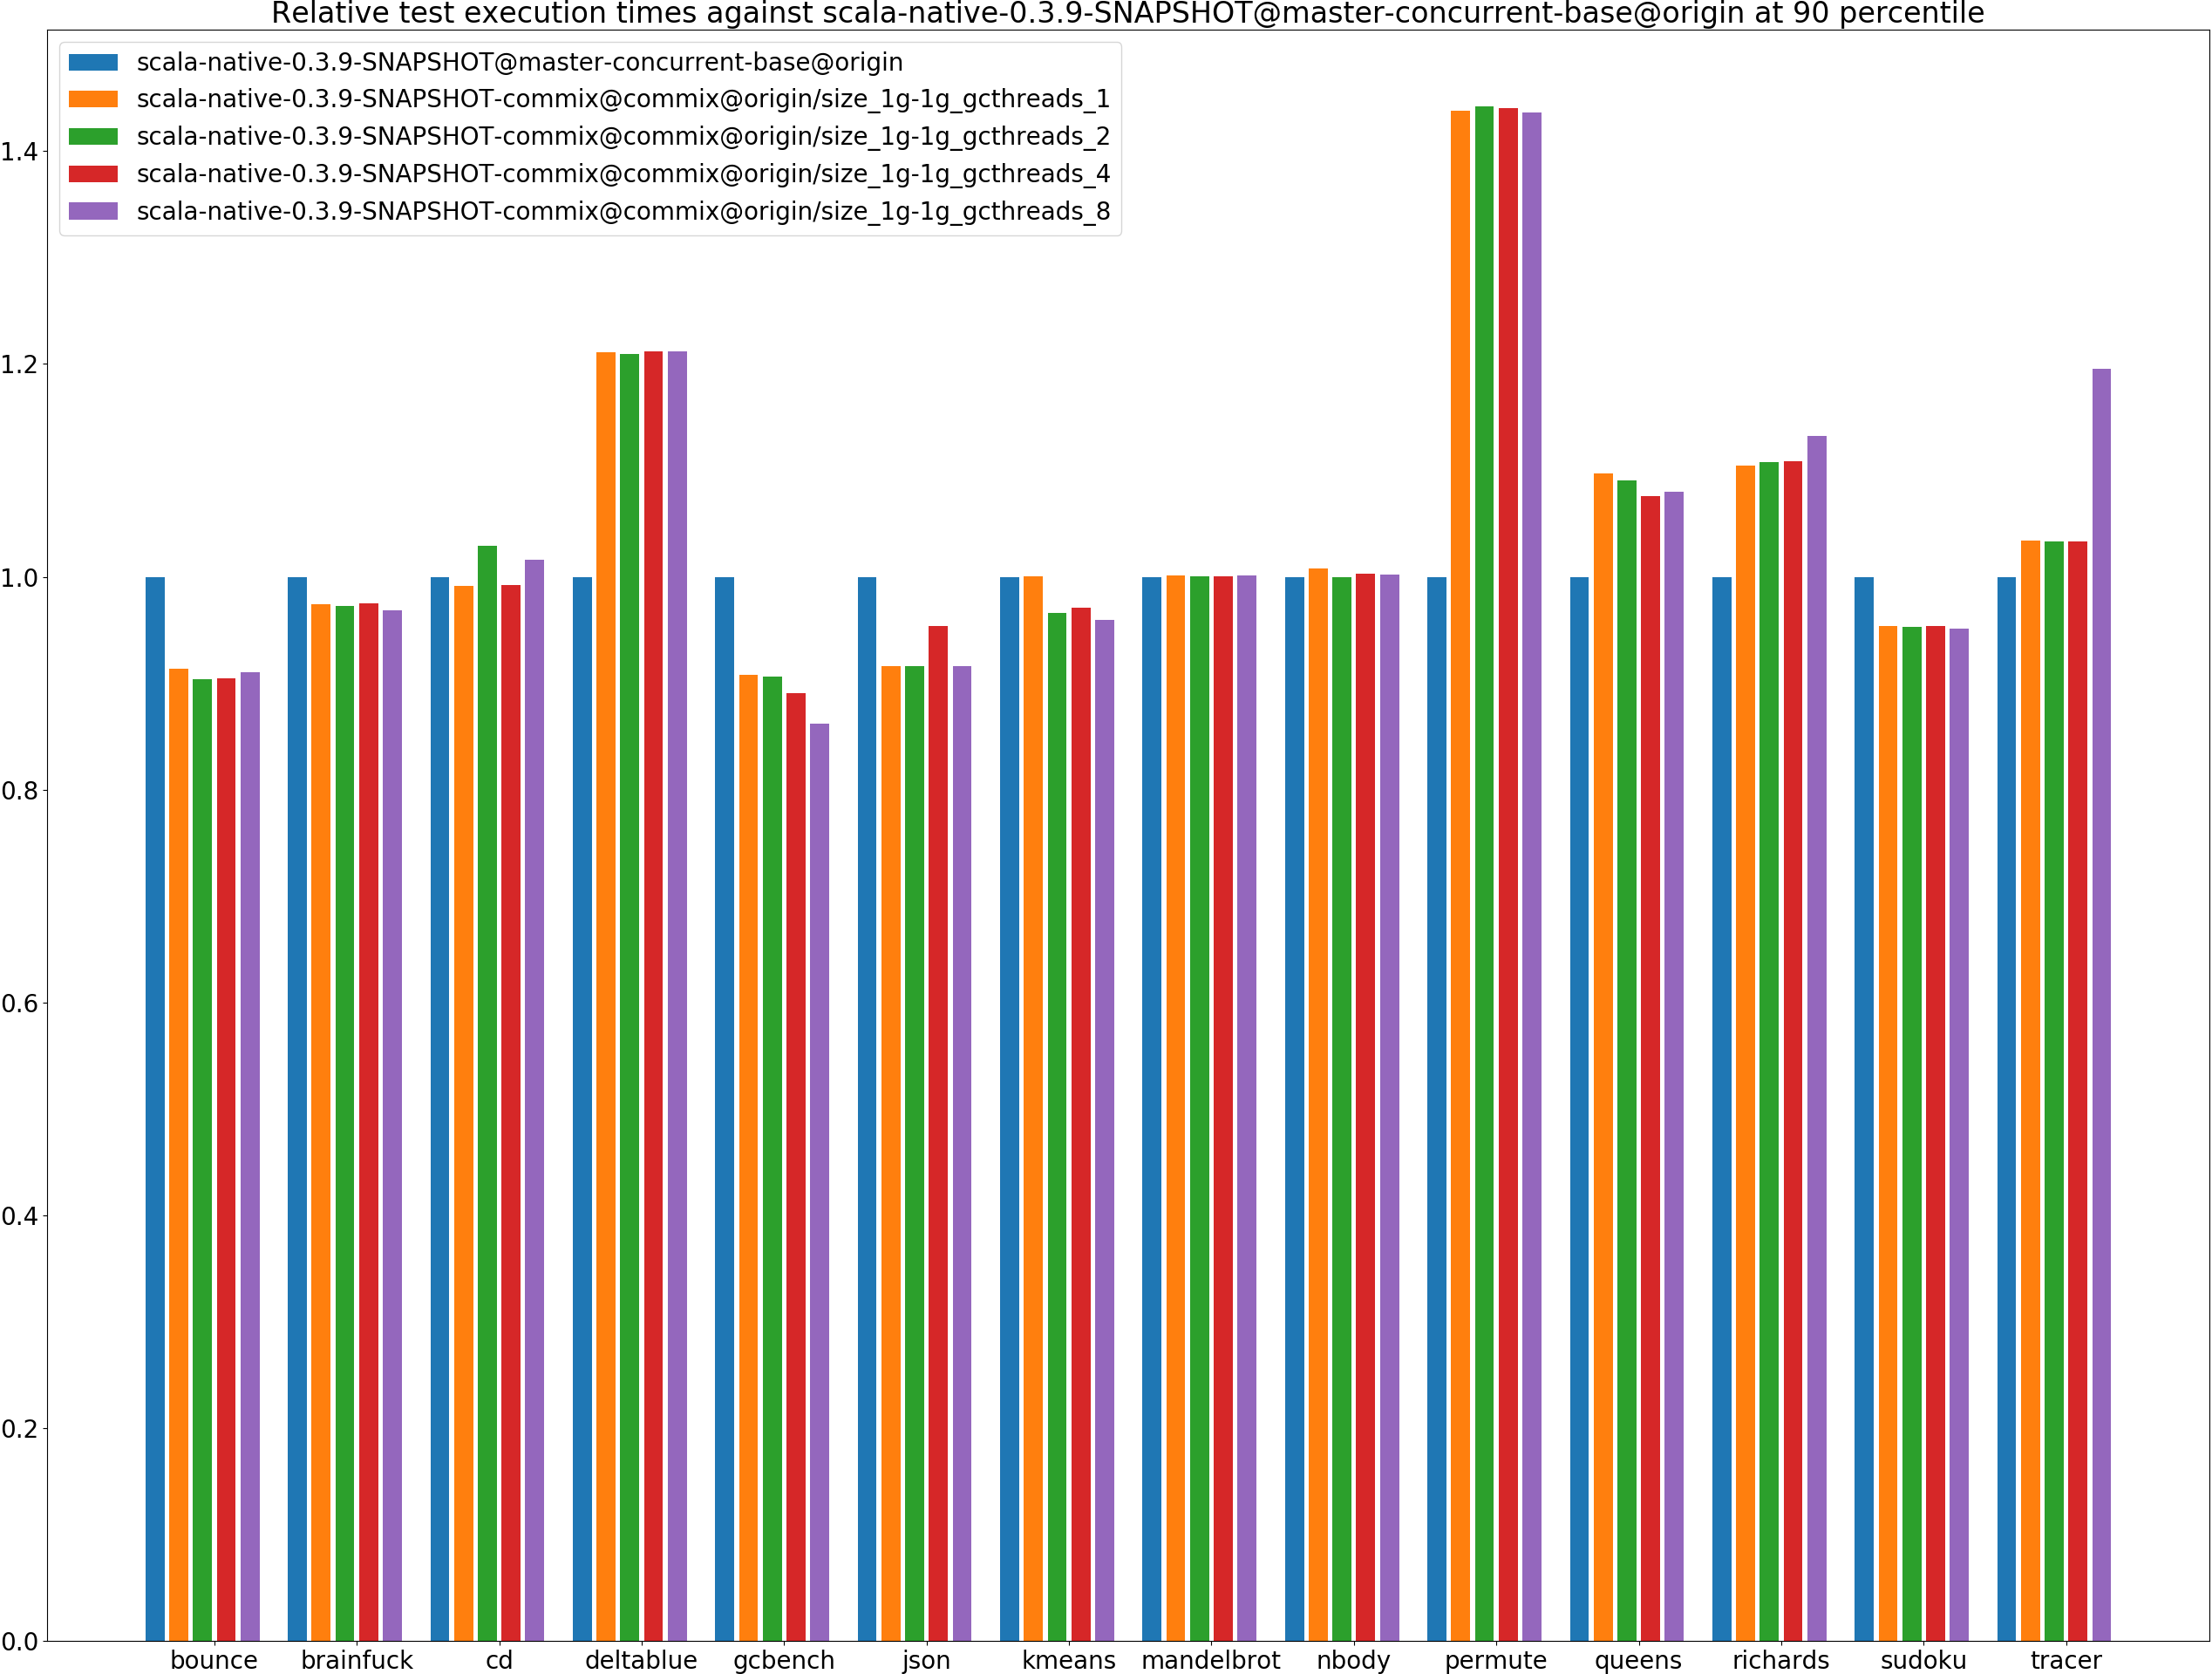 Relative test execution times against scala-native-0.3.9-SNAPSHOT@master-concurrent-base@origin at 90 percentile
scala-native-0.3.9-SNAPSHOT@master-concurrent-base@origin
scala-native-0.3.9-SNAPSHOT-commix@commix@origin/size_1g-1g_gcthreads_1
scala-native-0.3.9-SNAPSHOT-commix@commix@origin/size_1g-1g_gcthreads_2
scala-native-0.3.9-SNAPSHOT-commix@commix@origin/size_1g-1g_gcthreads_4
scala-native-0.3.9-SNAPSHOT-commix@commix@origin/size_1g-1g_gcthreads_8
1.4
1.2
1.0
0.8
0.6
0.4
0.2
0.0
bounce brainfuck cd deltablue gcbench json kmeans mandelbrot nbody permute queens richards sudoku tracer